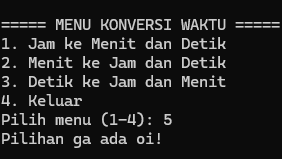 ===== MENU KONVERSI WAKTU =====
1. Jam ke Menit dan Detik
2. Menit ke Jam dan Detik
3. Detik ke Jam dan Menit
4. Keluar
Pilih menu (1-4): 5
Pilihan ga ada oi!